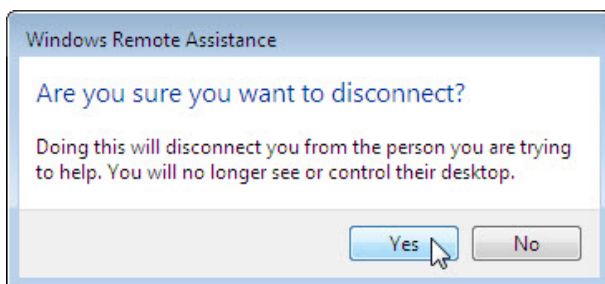 Windows Remote Assistance
Are you sure you want to disconnect?
Doing this will disconnect you from the person you are trying
to help. You will no longer see or control their desktop.
Yes No